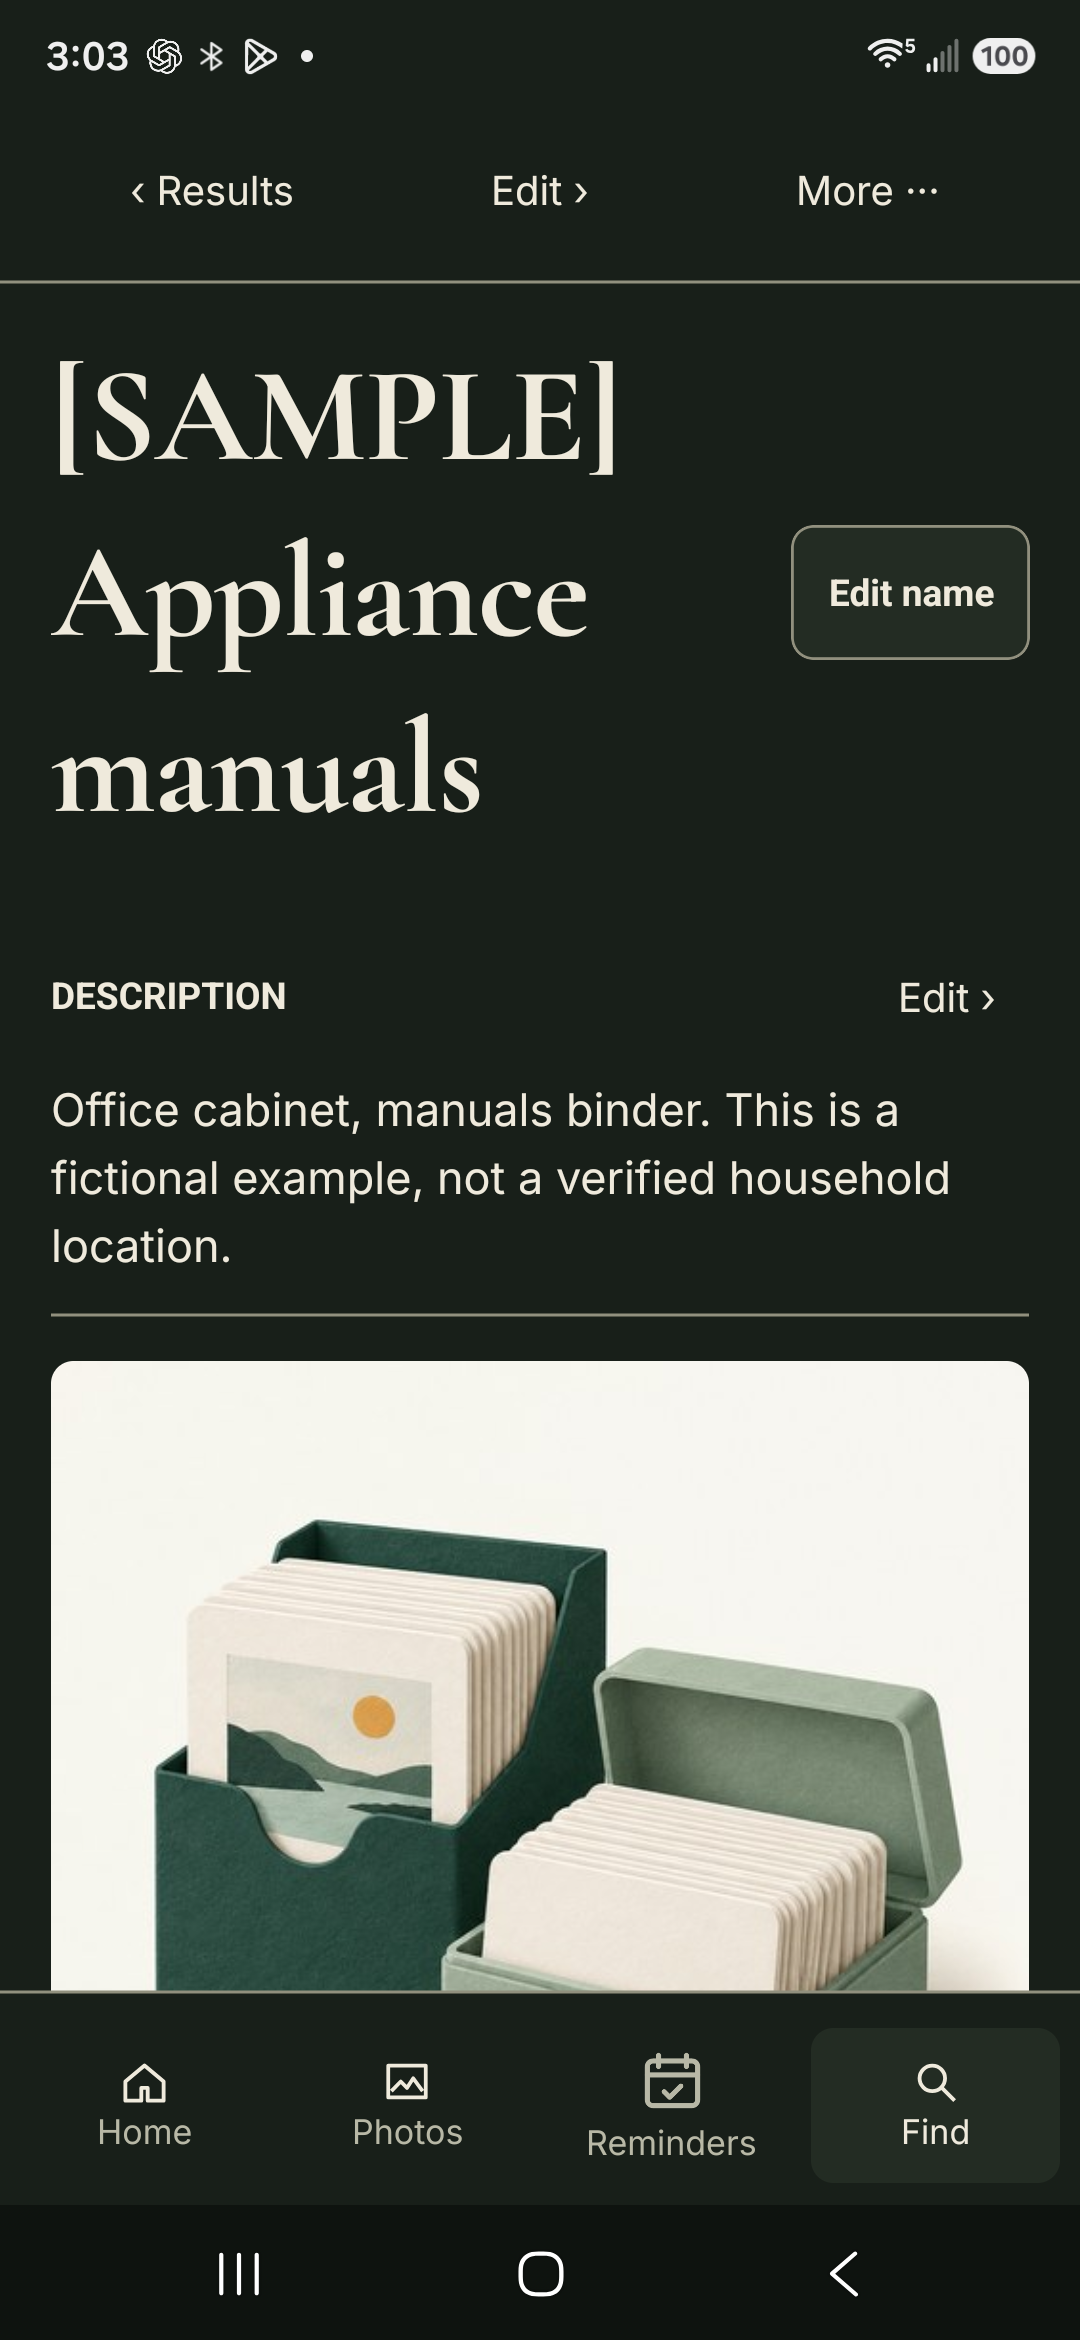 3:03
5
100
‹ Results
Edit ›
More ···
[SAMPLE]
Appliance
manuals
Edit name
DESCRIPTION
Edit ›
Office cabinet, manuals binder. This is a
fictional example, not a verified household
location.
Home
Photos
Reminders
Find